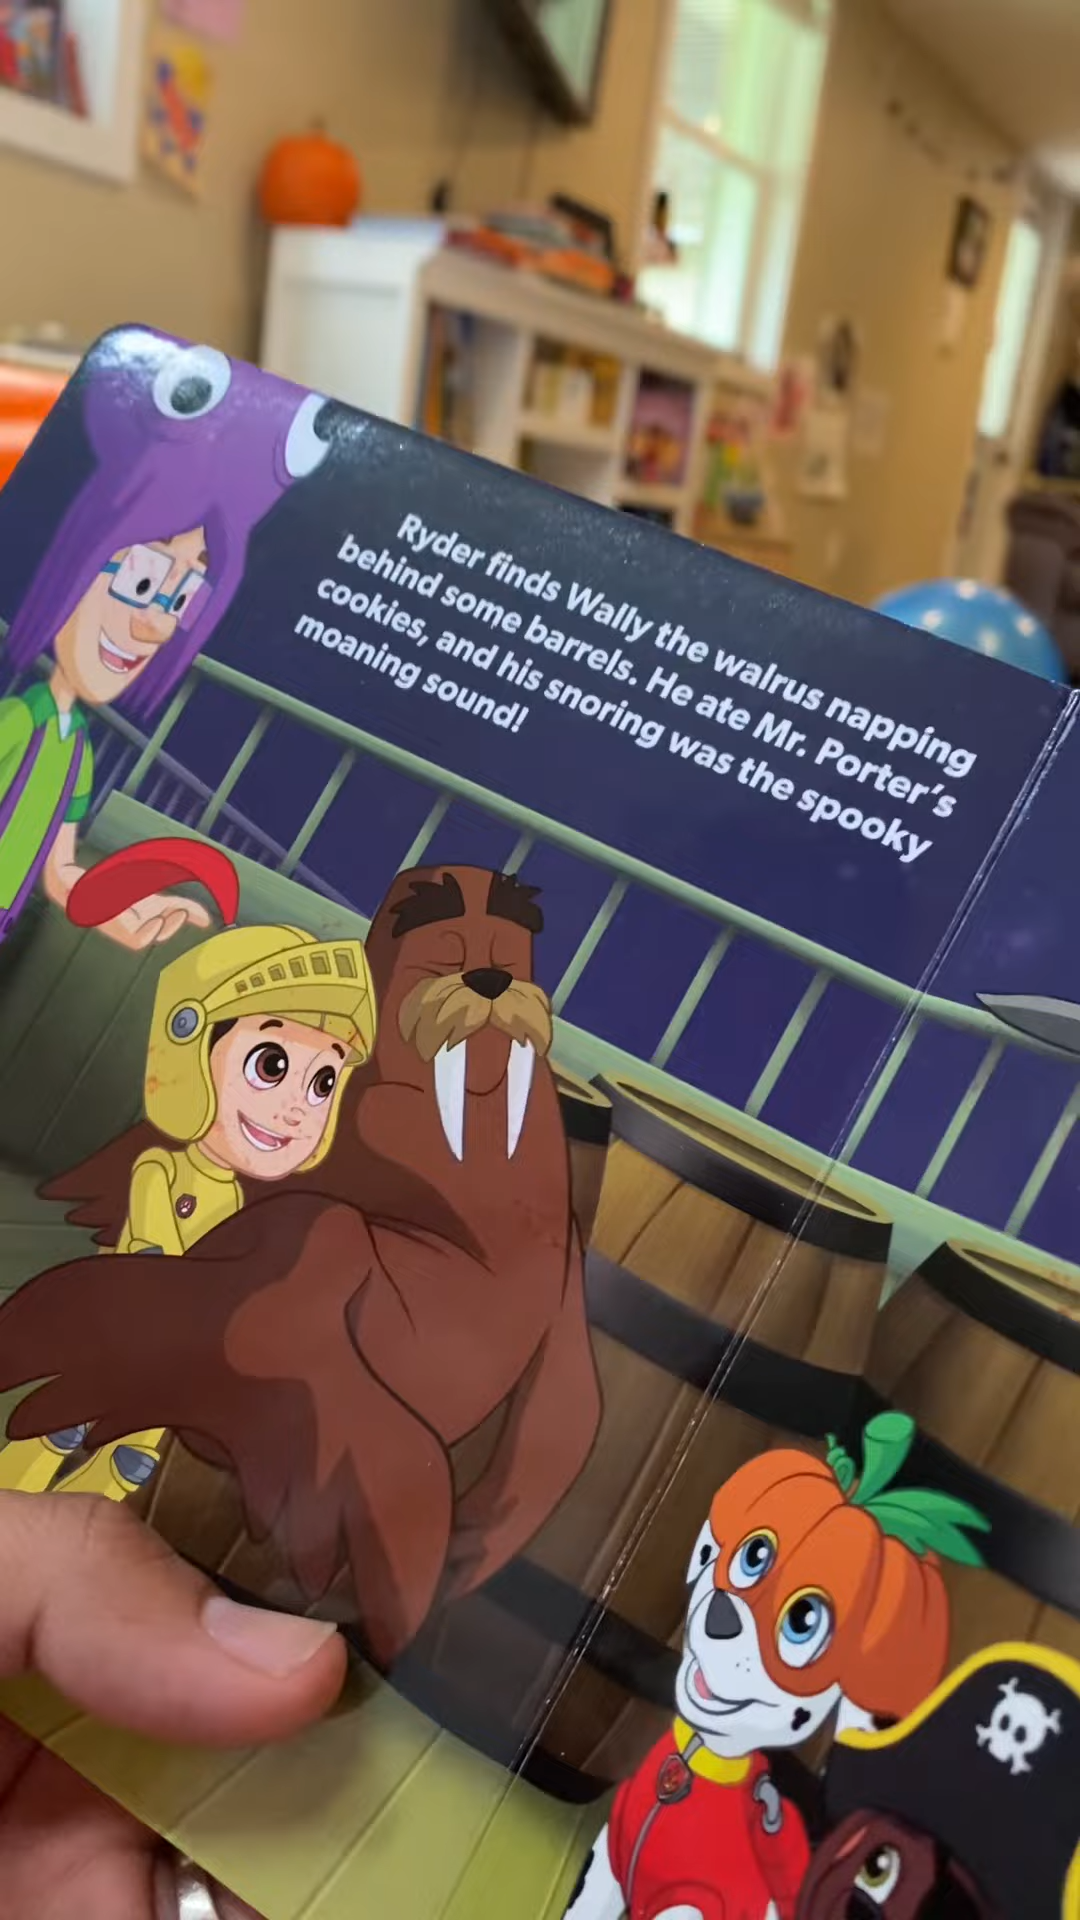 Ryder finds Wally the walrus napping
behind some barrels. He ate Mr. Porter's
cookies, and his snoring was the spooky
moaning sound!